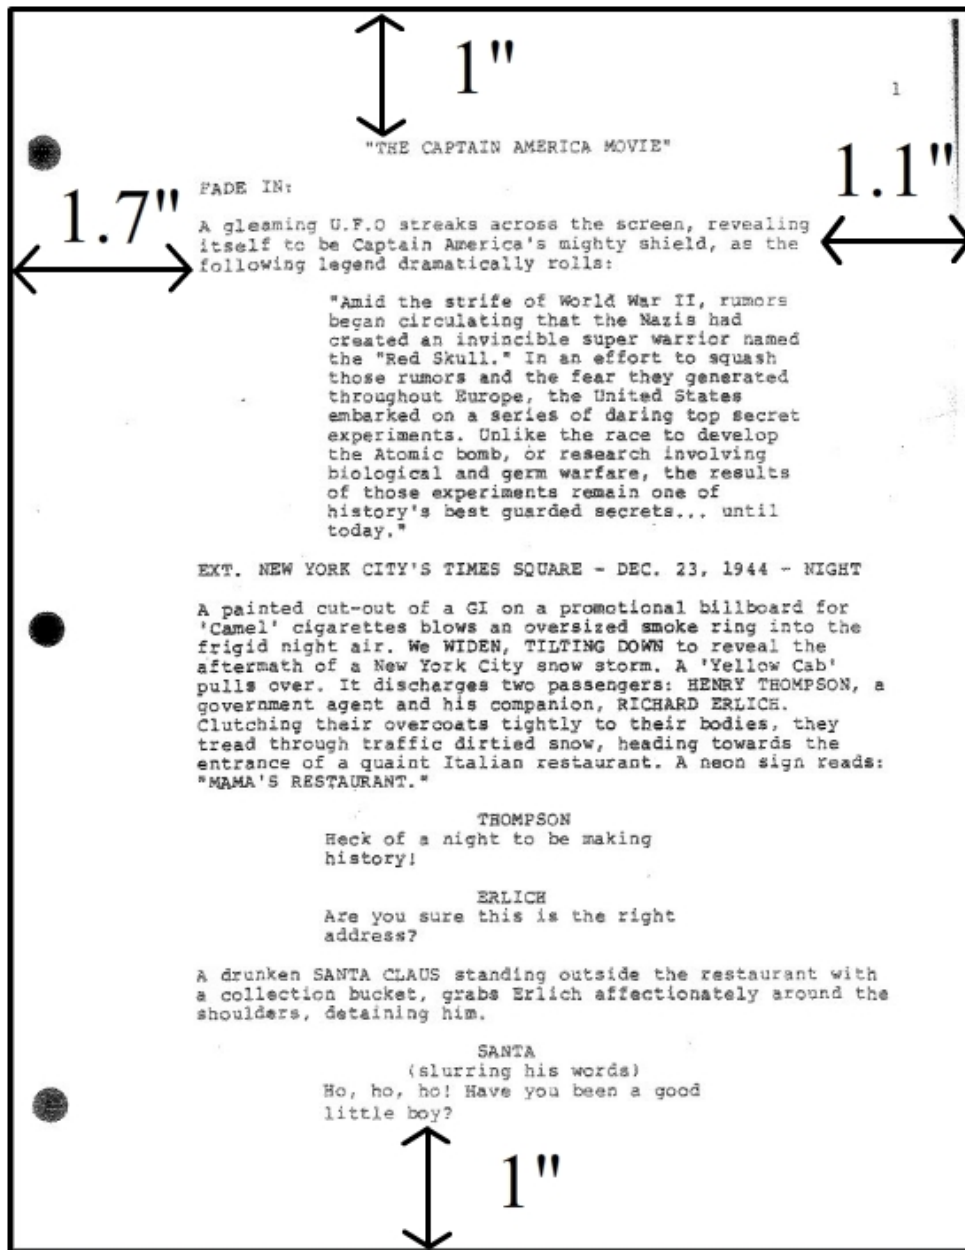 1"
1
"THE CAPTAIN AMERICA MOVIE"
1.1"
FADE IN:
1.7"
A gleaming U.F.O streaks across the screen, revealing
itself to be Captain America's mighty shield, as the
following legend dramatically rolls:
"Amid the strife of World War II, rumors
began circulating that the Nazis had
created an invincible super warrior named
the "Red Skull." In an effort to squash
those rumors and the fear they generated
throughout Europe, the United States
embarked on a series of daring top secret
experiments. Unlike the race to develop
the Atomic bomb, or research involving
biological and germ warfare, the results
of those experiments remain one of
history's best guarded secrets... until
today."
EXT. NEW YORK CITY'S TIMES SQUARE - DEC. 23, 1944 - NIGHT
A painted cut-out of a GI on a promotional billboard for
'Camel' cigarettes blows an oversized smoke ring into the
frigid night air. We WIDEN, TILTING DOWN to reveal the
aftermath of a New York City snow storm. A 'Yellow Cab'
pulls over. It discharges two passengers: HENRY THOMPSON, a
government agent and his companion, RICHARD ERLICH.
Clutching their overcoats tightly to their bodies, they
tread through traffic dirtied snow, heading towards the
entrance of a quaint Italian restaurant. A neon sign reads:
"MAMA'S RESTAURANT."
THOMPSON
Heck of a night to be making
history!
ERLICH
Are you sure this is the right
address?
A drunken SANTA CLAUS standing outside the restaurant with
a collection bucket, grabs Erlich affectionately around the
shoulders, detaining him.
SANTA
(slurring his words)
Ho, ho, ho! Have you been a good
little boy?
1"